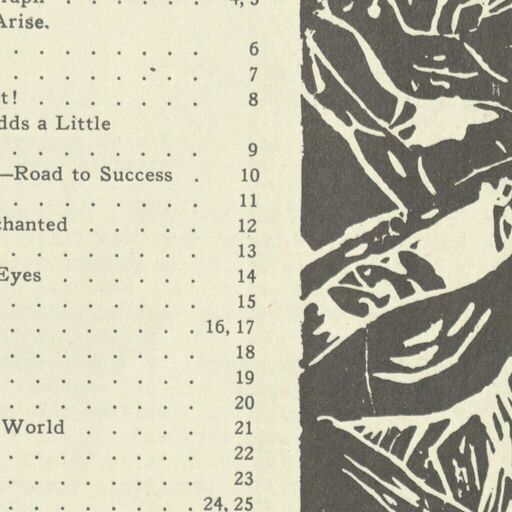 . . . . . . . 4, 5
Arise.
. . . . . . . . 6
. . . . . . . . 7
t! . . . . . . . 8
dds a Little
. . . . . . . . 9
—Road to Success . 10
. . . . . . . . 11
chanted . . . . . 12
. . . . . . . . 13
Eyes . . . . . . 14
. . . . . . . . 15
. . . . . . . 16, 17
. . . . . . . . 18
. . . . . . . . 19
. . . . . . . . 20
World . . . . . 21
. . . . . . . . 22
. . . . . . . . 23
. . . . . . . . 24, 25